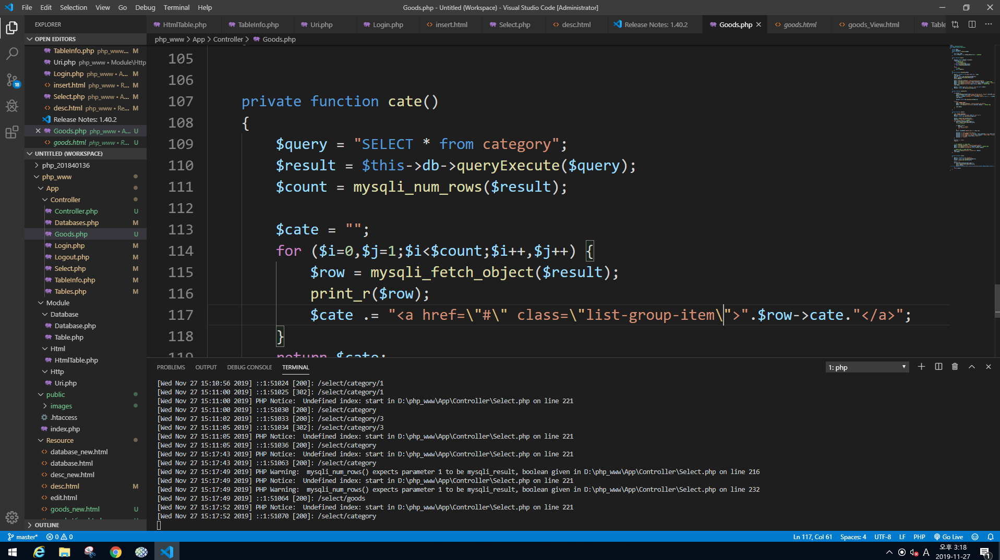 File Edit Selection View Go Debug Terminal Help
Goods.php - Untitled (Workspace) - Visual Studio Code [Administrator]
EXPLORER
HtmlTable.php TableInfo.php Uri.php Login.php insert.html Select.php desc.html Release Notes: 1.40.2 Goods.php goods.html goods_View.html Table
OPEN EDITORS
php_www > App > Controller > Goods.php
TableInfo.php php_www... M
Uri.php php_www • Module\Http
Login.php php_www • A... M
insert.html php_www • R... M
Select.php php_www • A... M
desc.html php_www • Re... M
Release Notes: 1.40.2
Goods.php php_www • A... U
goods.html php_www • R... U
UNTITLED (WORKSPACE)
php_201840136
php_www
App
Controller
Controller.php U
Databases.php M
Goods.php U
Login.php M
Logout.php M
Select.php M
TableInfo.php M
Tables.php M
Module
Database
Database.php
Table.php
Html
HtmlTable.php
Http
Uri.php
public
images
.htaccess
index.php
Resource
database_new.html
database.html
desc_new.html
desc.html M
edit.html
goods_new.html U
OUTLINE
18
105
106
107 private function cate()
108 {
109 $query = "SELECT * from category";
110 $result = $this->db->queryExecute($query);
111 $count = mysqli_num_rows($result);
112
113 $cate = "";
114 for ($i=0,$j=1;$i<$count;$i++,$j++) {
115 $row = mysqli_fetch_object($result);
116 print_r($row);
117 $cate .= "<a href=\"#\" class=\"list-group-item\">".$row->cate."</a>";
118 }
119 return $cate;
PROBLEMS OUTPUT DEBUG CONSOLE TERMINAL 1: php
[Wed Nov 27 15:10:56 2019] ::1:51024 [200]: /select/category/1
[Wed Nov 27 15:11:00 2019] ::1:51025 [302]: /select/category/1
[Wed Nov 27 15:11:00 2019] PHP Notice:  Undefined index: start in D:\php_www\App\Controller\Select.php on line 221
[Wed Nov 27 15:11:00 2019] ::1:51030 [200]: /select/category
[Wed Nov 27 15:11:02 2019] ::1:51033 [200]: /select/category/3
[Wed Nov 27 15:11:05 2019] ::1:51034 [302]: /select/category/3
[Wed Nov 27 15:11:05 2019] PHP Notice:  Undefined index: start in D:\php_www\App\Controller\Select.php on line 221
[Wed Nov 27 15:11:05 2019] ::1:51036 [200]: /select/category
[Wed Nov 27 15:17:43 2019] PHP Notice:  Undefined index: start in D:\php_www\App\Controller\Select.php on line 221
[Wed Nov 27 15:17:43 2019] ::1:51063 [200]: /select/category
[Wed Nov 27 15:17:49 2019] PHP Warning:  mysqli_num_rows() expects parameter 1 to be mysqli_result, boolean given in D:\php_www\App\Controller\Select.php on line 216
[Wed Nov 27 15:17:49 2019] PHP Notice:  Undefined index: start in D:\php_www\App\Controller\Select.php on line 221
[Wed Nov 27 15:17:49 2019] PHP Warning:  mysqli_num_rows() expects parameter 1 to be mysqli_result, boolean given in D:\php_www\App\Controller\Select.php on line 232
[Wed Nov 27 15:17:49 2019] ::1:51064 [200]: /select/goods
[Wed Nov 27 15:17:52 2019] PHP Notice:  Undefined index: start in D:\php_www\App\Controller\Select.php on line 221
[Wed Nov 27 15:17:52 2019] ::1:51070 [200]: /select/category
master* 0 0 Ln 117, Col 61 Spaces: 4 UTF-8 LF PHP Go Live
A 오후 3:18
2019-11-27 1